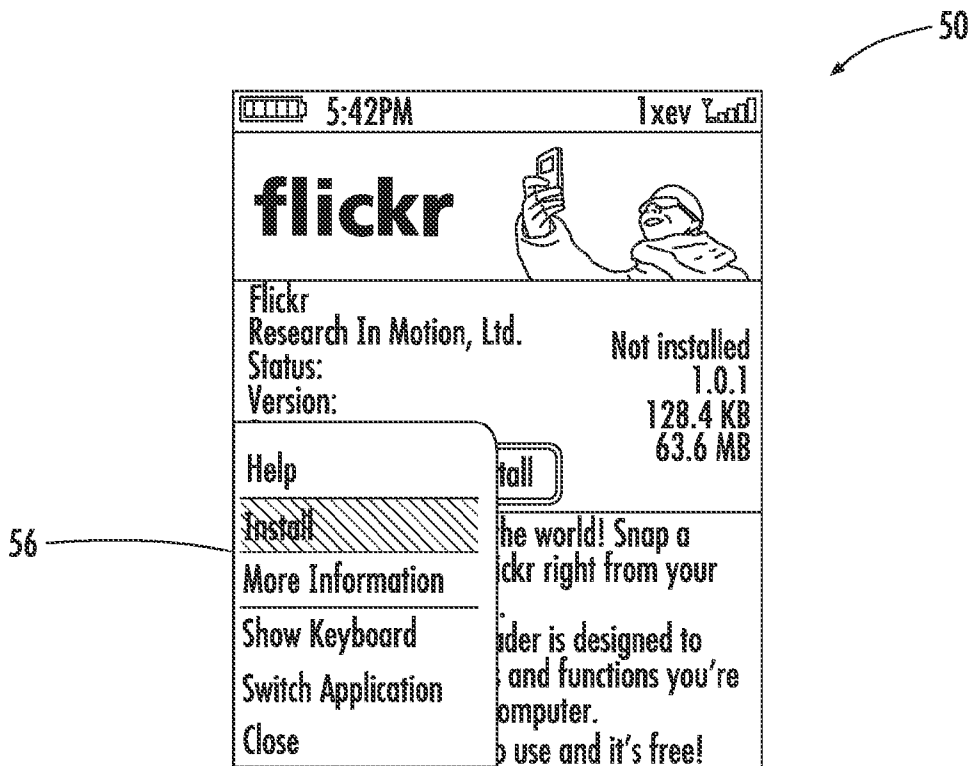 50
5:42PM 1xev
flickr
Flickr
Research In Motion, Ltd.
Status: Not installed
Version: 1.0.1
128.4 KB
63.6 MB
Help
tall
Install
he world! Snap a
More Information
ckr right from your
Show Keyboard
ader is designed to
Switch Application
s and functions you're
omputer.
Close
o use and it's free!
56